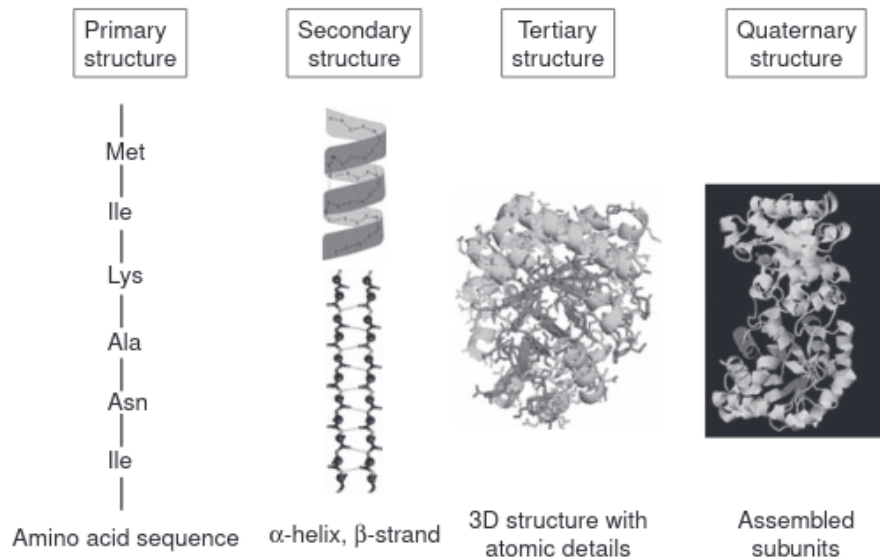 Primary
structure
Secondary
structure
Tertiary
structure
Quaternary
structure
Met
Ile
Lys
Ala
Asn
Ile
Amino acid sequence
α-helix, β-strand
3D structure with
atomic details
Assembled
subunits